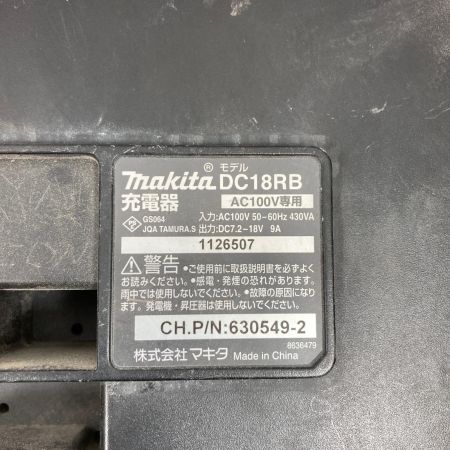 モデル
makita® DC18RB
充電器 AC100V専用
PSE GS064 入力:AC100V 50-60Hz 430VA
JQA TAMURA.S 出力:DC7.2-18V 9A
1126507
⚠警告 ●ご使用前に取扱説明書を必ずよく
お読みください。●感電・発煙の恐れがあります。
雨中では使用しないでください。●故障の原因になり
ます。発電機・昇圧器は使用しないでください。
CH.P/N:630549-2
8636479
株式会社マキタ Made in China